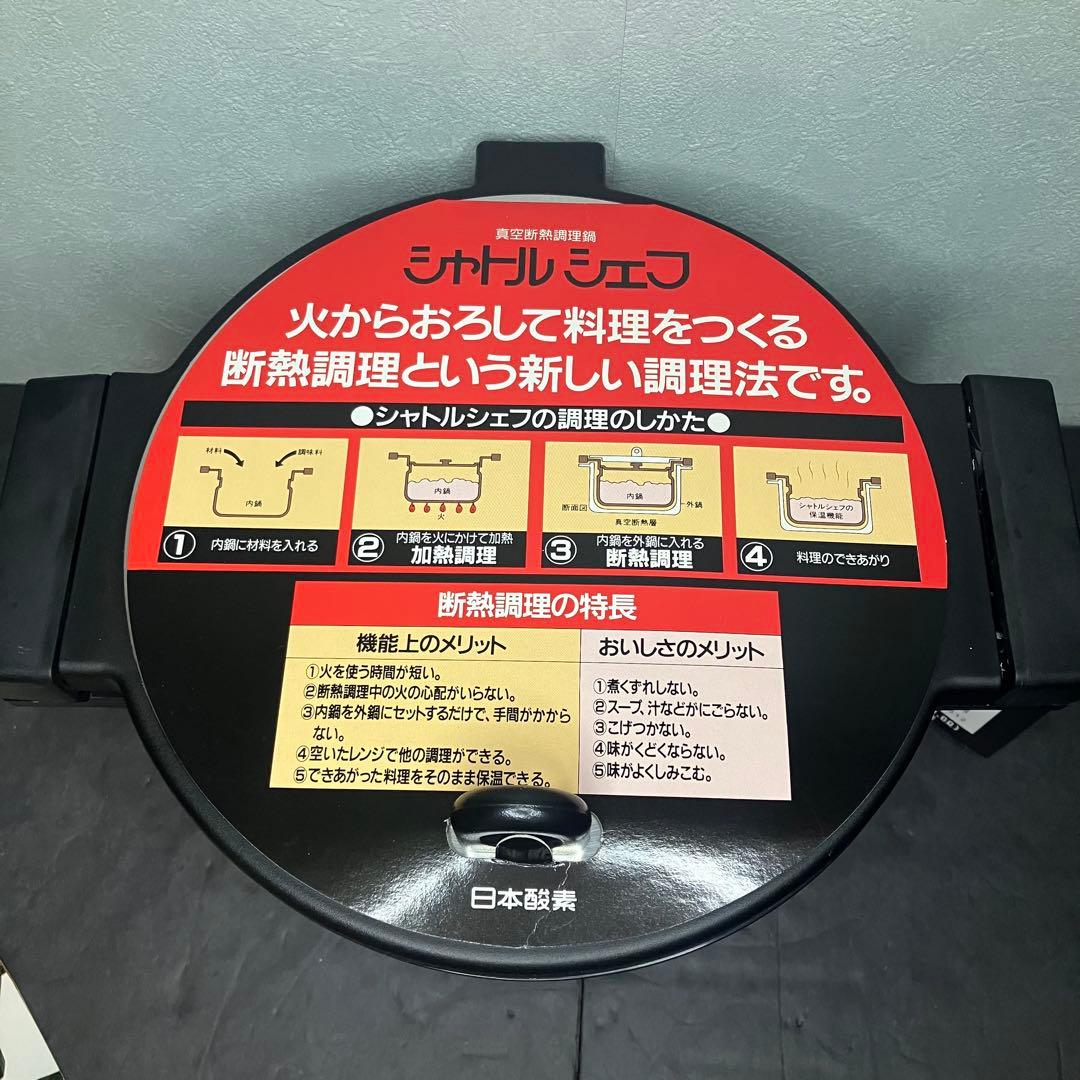 真空断熱調理鍋
シャトルシェフ
火からおろして料理をつくる
断熱調理という新しい調理法です。
●シャトルシェフの調理のしかた●
材料
調味料
内鍋
① 内鍋に材料を入れる
内鍋
火
② 内鍋を火にかけて加熱
加熱調理
内鍋
断面図
外鍋
真空断熱層
③ 内鍋を外鍋に入れる
断熱調理
シャトルシェフの
保温機能
④ 料理のできあがり
断熱調理の特長
機能上のメリット
①火を使う時間が短い。
②断熱調理中の火の心配がいらない。
③内鍋を外鍋にセットするだけで、手間がかから
ない。
④空いたレンジで他の調理ができる。
⑤できあがった料理をそのまま保温できる。
おいしさのメリット
①煮くずれしない。
②スープ、汁などがにごらない。
③こげつかない。
④味がくどくならない。
⑤味がよくしみこむ。
日本酸素